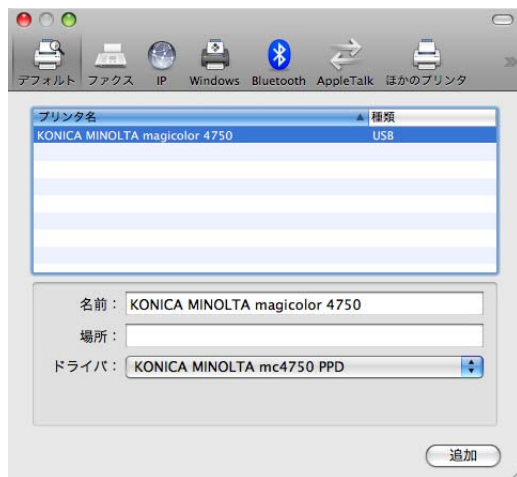 デフォルト ファクス IP Windows Bluetooth AppleTalk ほかのプリンタ
プリンタ名 種類
KONICA MINOLTA magicolor 4750 USB
名前： KONICA MINOLTA magicolor 4750
場所：
ドライバ： KONICA MINOLTA mc4750 PPD
追加